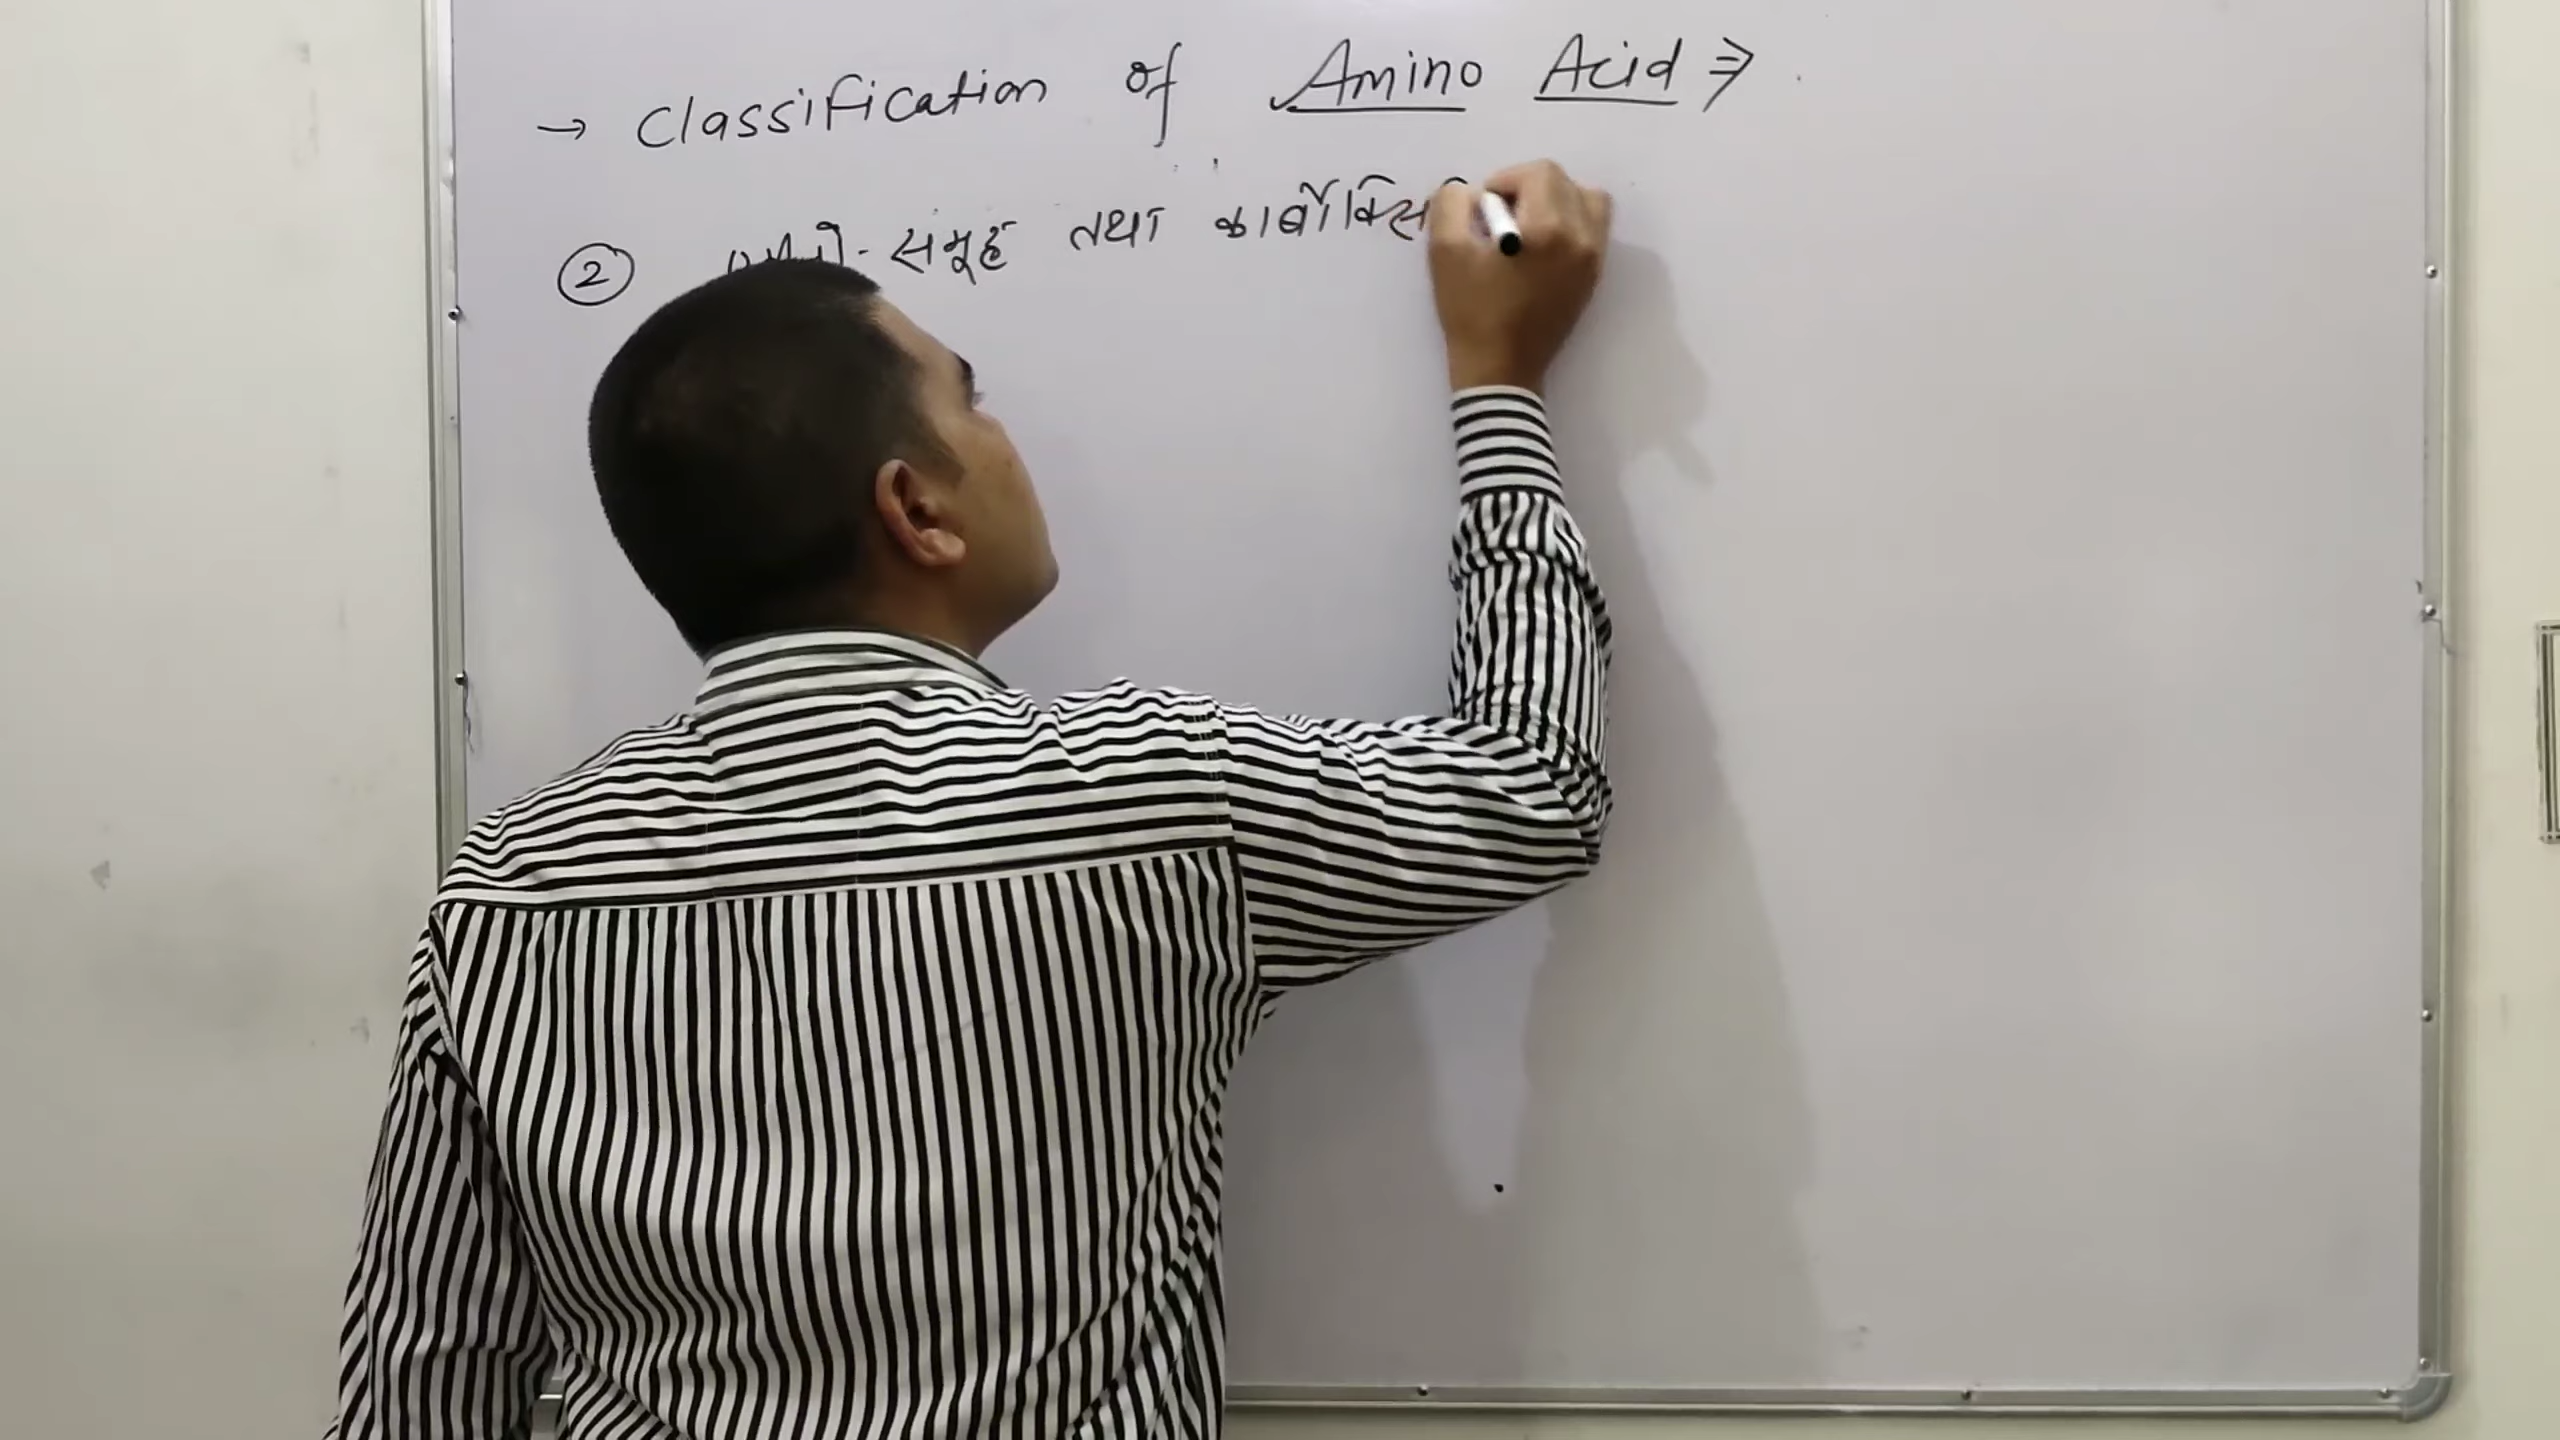 → Classification of Amino Acid ⇒
② समूह तथा